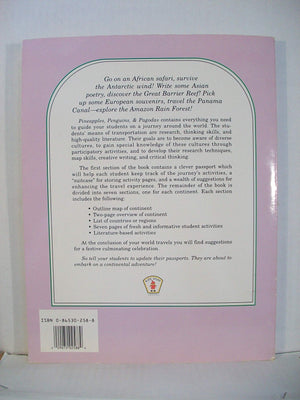 Go on an African safari, survive
the Antarctic wind! Write some Asian
poetry, discover the Great Barrier Reef! Pick
up some European souvenirs, travel the Panama
Canal—explore the Amazon Rain Forest!
Pineapples, Penguins, & Pagodas contains everything you need
to guide your students on a journey around the world. The stu-
dents' means of transportation are research, thinking skills, and
high-quality literature. Their goals are to become aware of diverse
cultures, to gain special knowledge of these cultures through
participatory activities, and to develop their research techniques,
map skills, creative writing, and critical thinking.
The first section of the book contains a clever passport which
will help each student keep track of the journey's activities, a
"suitcase" for storing activity pages, and a wealth of suggestions for
enhancing the travel experience. The remainder of the book is
divided into seven sections, one for each continent. Each section
includes the following:
• Outline map of continent
• Two-page overview of continent
• List of countries or regions
• Seven pages of fresh and informative student activities
• Literature-based activities
At the conclusion of your world travels you will find suggestions
for a festive culminating celebration.
So tell your students to update their passports. They are about to
embark on a continental adventure!
ISBN 0-86530-258-8